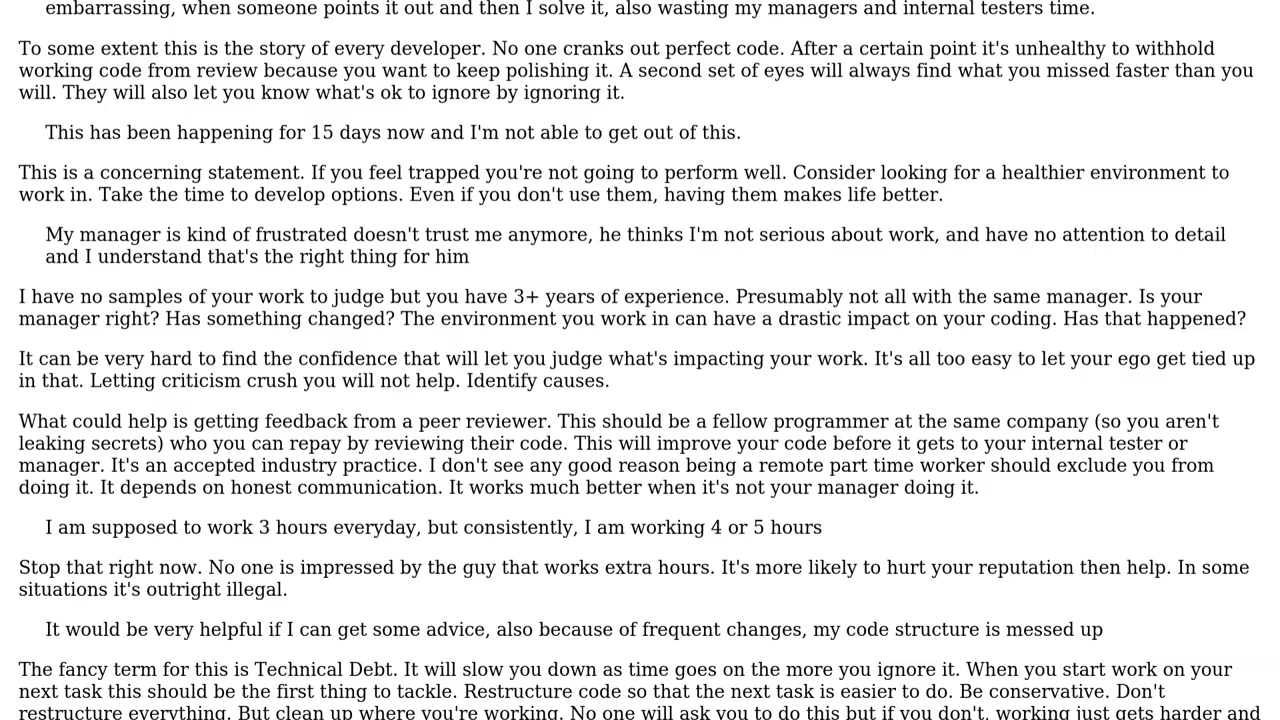 embarrassing, when someone points it out and then I solve it, also wasting my managers and internal testers time.
To some extent this is the story of every developer. No one cranks out perfect code. After a certain point it's unhealthy to withhold
working code from review because you want to keep polishing it. A second set of eyes will always find what you missed faster than you
will. They will also let you know what's ok to ignore by ignoring it.
This has been happening for 15 days now and I'm not able to get out of this.
This is a concerning statement. If you feel trapped you're not going to perform well. Consider looking for a healthier environment to
work in. Take the time to develop options. Even if you don't use them, having them makes life better.
My manager is kind of frustrated doesn't trust me anymore, he thinks I'm not serious about work, and have no attention to detail
and I understand that's the right thing for him
I have no samples of your work to judge but you have 3+ years of experience. Presumably not all with the same manager. Is your
manager right? Has something changed? The environment you work in can have a drastic impact on your coding. Has that happened?
It can be very hard to find the confidence that will let you judge what's impacting your work. It's all too easy to let your ego get tied up
in that. Letting criticism crush you will not help. Identify causes.
What could help is getting feedback from a peer reviewer. This should be a fellow programmer at the same company (so you aren't
leaking secrets) who you can repay by reviewing their code. This will improve your code before it gets to your internal tester or
manager. It's an accepted industry practice. I don't see any good reason being a remote part time worker should exclude you from
doing it. It depends on honest communication. It works much better when it's not your manager doing it.
I am supposed to work 3 hours everyday, but consistently, I am working 4 or 5 hours
Stop that right now. No one is impressed by the guy that works extra hours. It's more likely to hurt your reputation then help. In some
situations it's outright illegal.
It would be very helpful if I can get some advice, also because of frequent changes, my code structure is messed up
The fancy term for this is Technical Debt. It will slow you down as time goes on the more you ignore it. When you start work on your
next task this should be the first thing to tackle. Restructure code so that the next task is easier to do. Be conservative. Don't
restructure everything. But clean up where you're working. No one will ask you to do this but if you don't, working just gets harder and